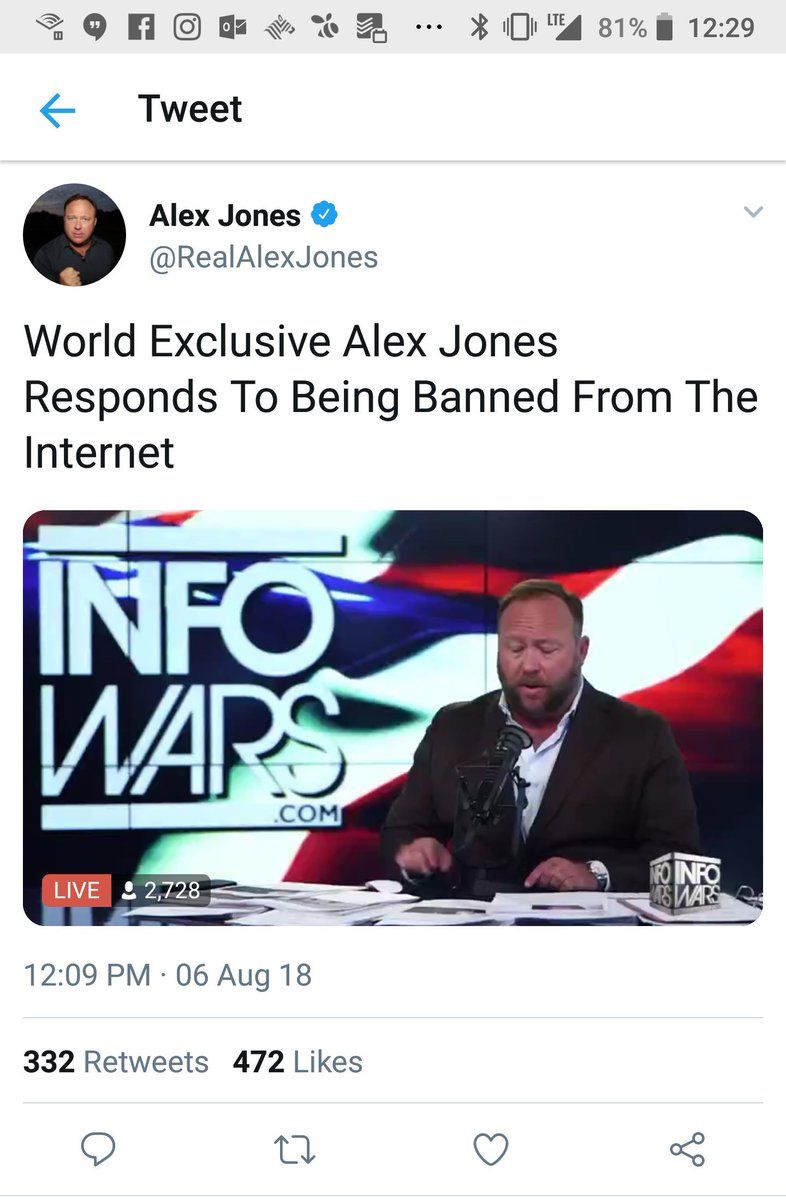 LTE 81% 12:29
Tweet
Alex Jones
@RealAlexJones
World Exclusive Alex Jones
Responds To Being Banned From The
Internet
INFO
WARS
.COM
LIVE 2,728
INFO
WARS
12:09 PM · 06 Aug 18
332 Retweets 472 Likes